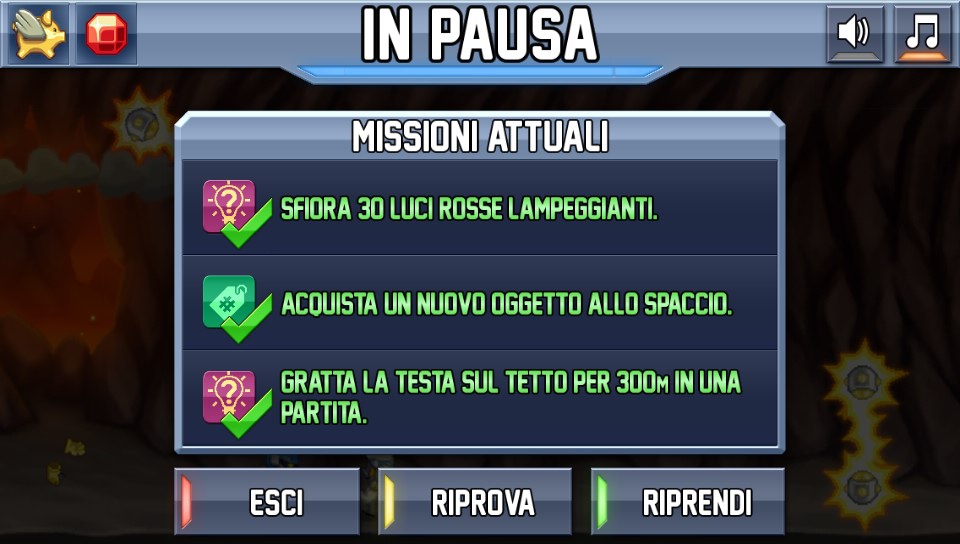 IN PAUSA
MISSIONI ATTUALI
SFIORA 30 LUCI ROSSE LAMPEGGIANTI.
ACQUISTA UN NUOVO OGGETTO ALLO SPACCIO.
GRATTA LA TESTA SUL TETTO PER 300M IN UNA
PARTITA.
ESCI
RIPROVA
RIPRENDI